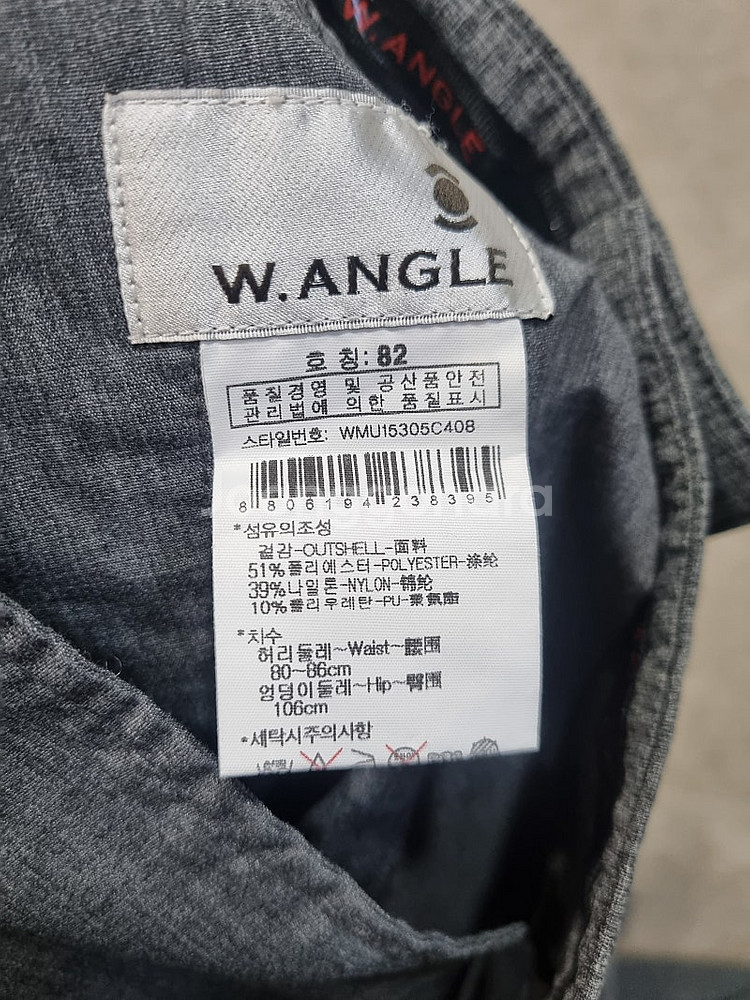 W.ANGLE
W.ANGLE
호 칭: 82
품질경영 및 공산품안전
관리법에 의한 품질표시
스타일번호: WMU15305C408
8 806194 238395
*섬유의조성
겉감-OUTSHELL-面料
51%폴리에스터-POLYESTER-涤纶
39%나일론-NYLON-锦纶
10%폴리우레탄-PU-聚氨酯
*치수
허리둘레~Waist~腰围
80~86cm
엉덩이둘레~Hip~臀围
106cm
*세탁시주의사항